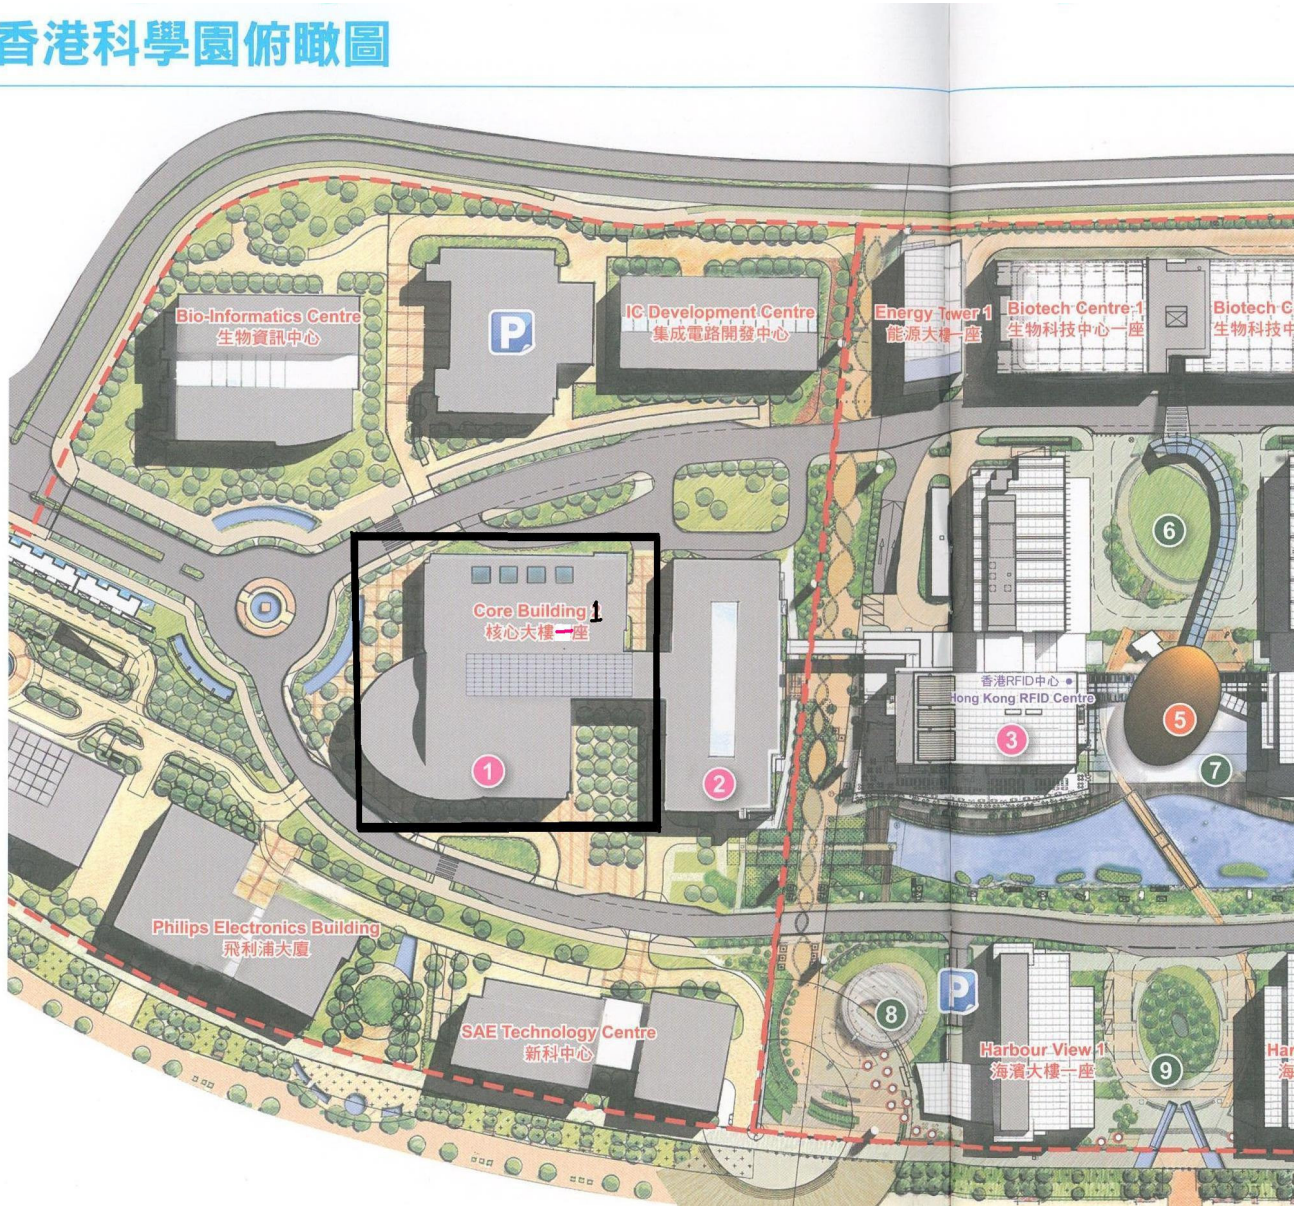 香港科學園俯瞰圖
Bio-Informatics Centre
生物資訊中心
P
IC Development Centre
集成電路開發中心
Energy Tower 1
能源大樓一座
Biotech Centre 1
生物科技中心一座
Biotech C
生物科技中
6
Core Building 1
核心大樓一座
香港RFID中心
Hong Kong RFID Centre
1
2
3
5
7
Philips Electronics Building
飛利浦大廈
SAE Technology Centre
新科中心
8
P
Harbour View 1
海濱大樓一座
9
Har
海